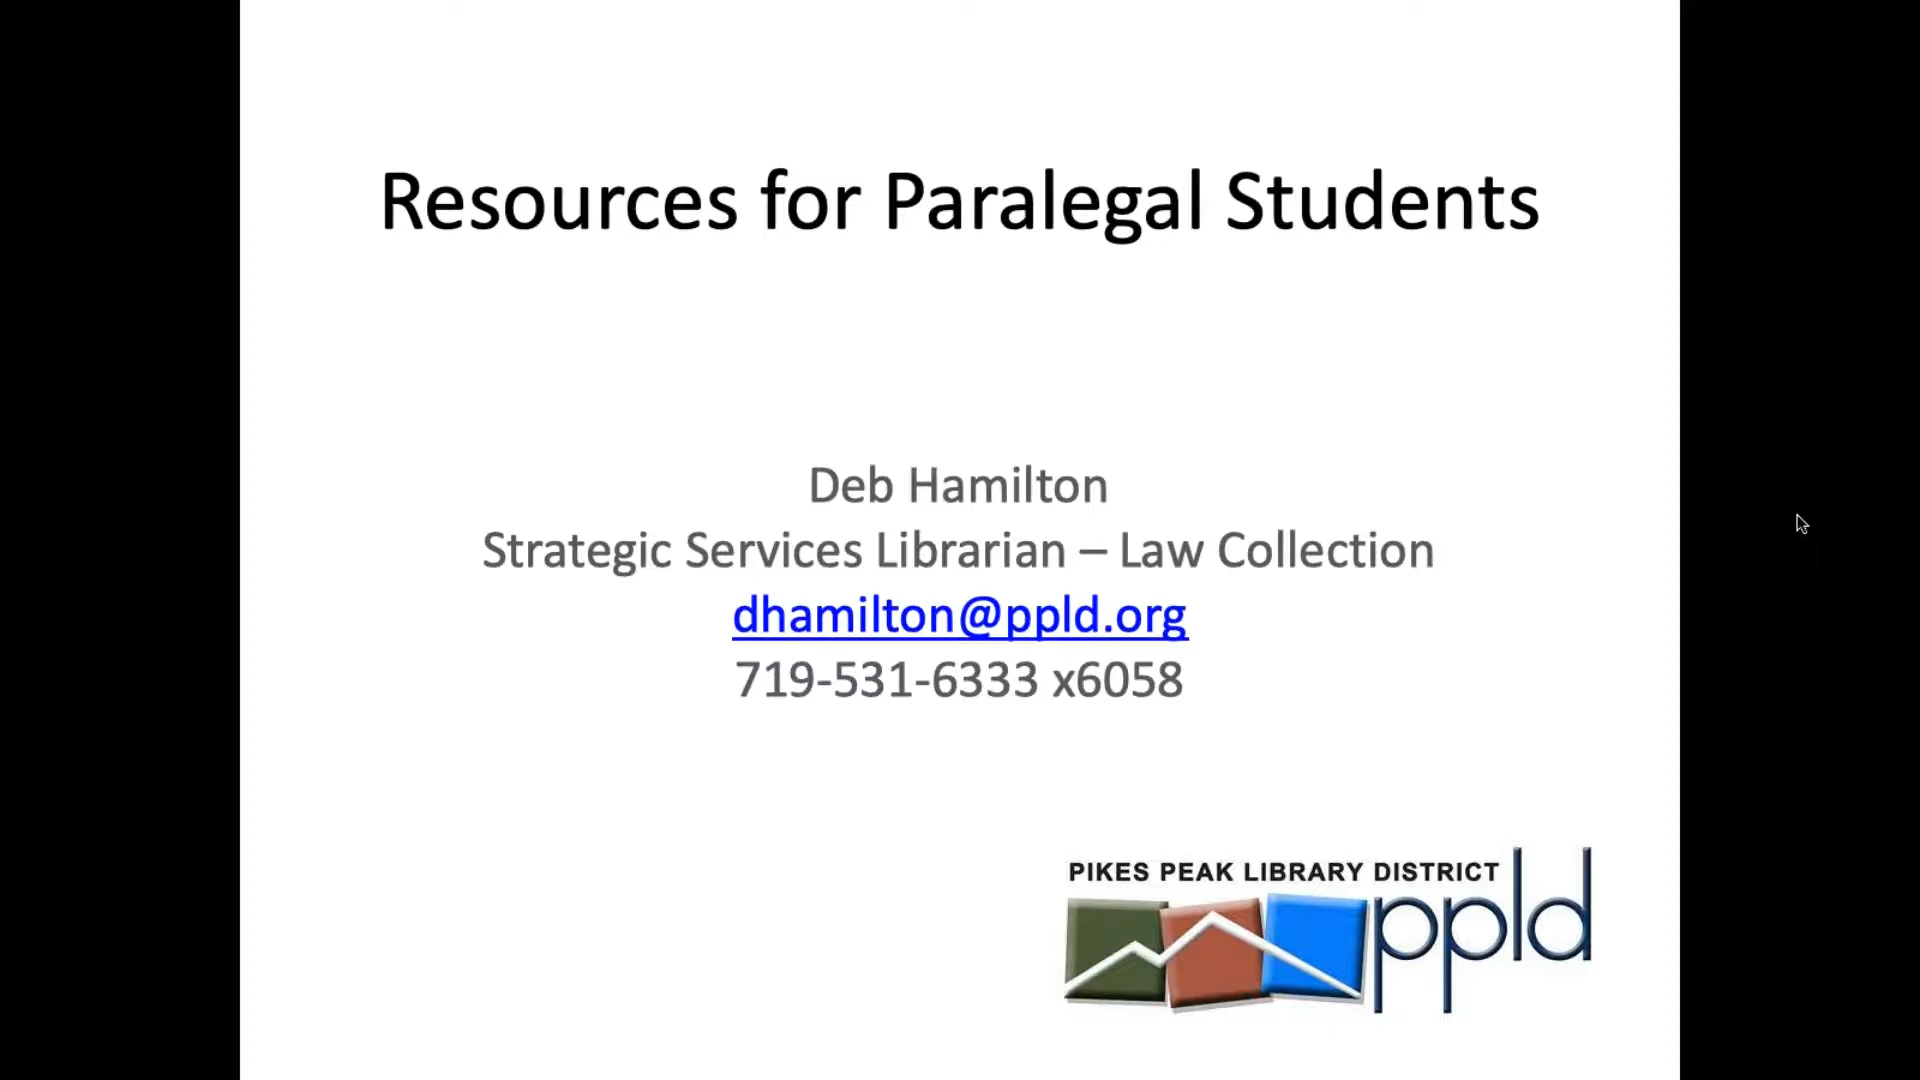 Resources for Paralegal Students
Deb Hamilton
Strategic Services Librarian – Law Collection
dhamilton@ppld.org
719-531-6333 x6058
PIKES PEAK LIBRARY DISTRICT
ppld